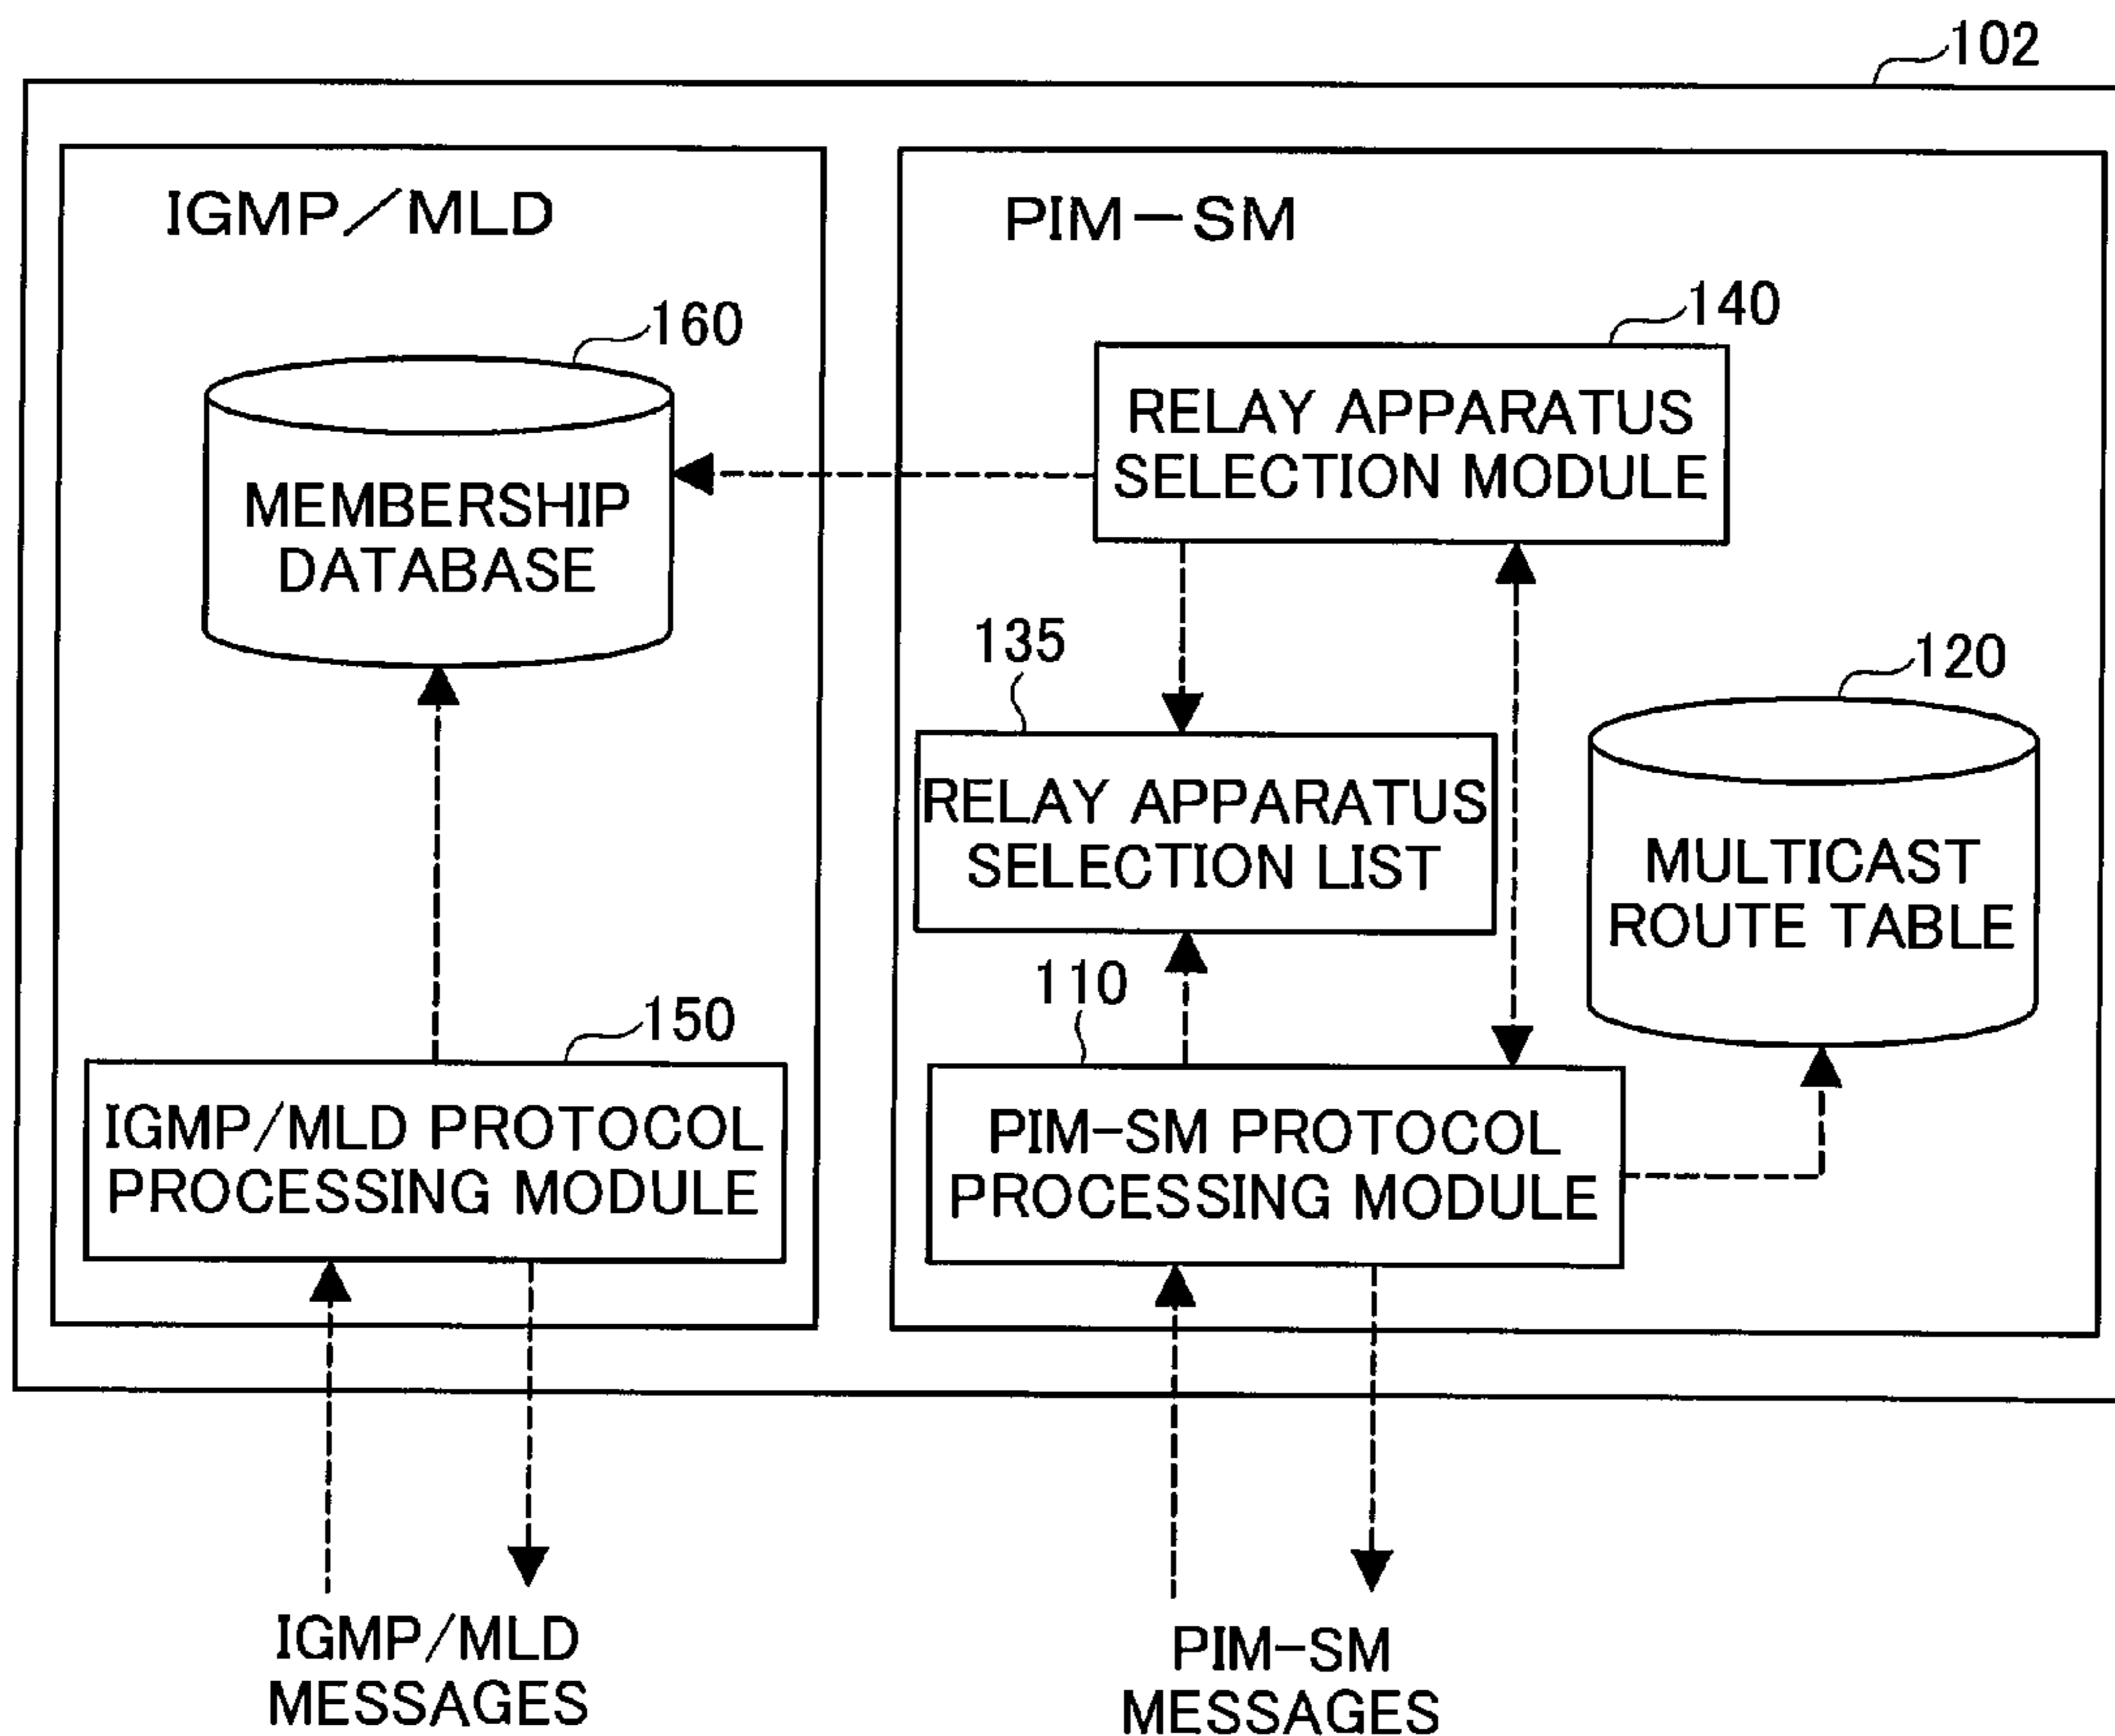 102
IGMP/MLD
PIM-SM
160
140
MEMBERSHIP
DATABASE
RELAY APPARATUS
SELECTION MODULE
135
120
RELAY APPARATUS
SELECTION LIST
MULTICAST
ROUTE TABLE
150
110
IGMP/MLD PROTOCOL
PROCESSING MODULE
PIM-SM PROTOCOL
PROCESSING MODULE
IGMP/MLD
MESSAGES
PIM-SM
MESSAGES